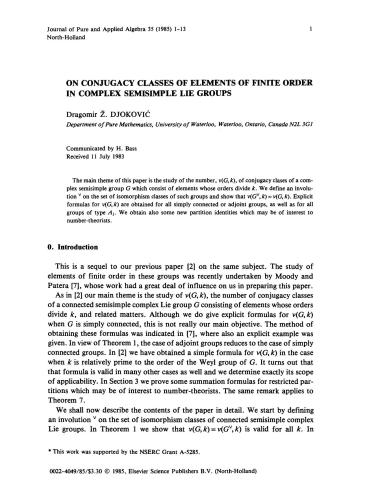 Journal of Pure and Applied Algebra 35 (1985) 1-13
1
North-Holland
ON CONJUGACY CLASSES OF ELEMENTS OF FINITE ORDER
IN COMPLEX SEMISIMPLE LIE GROUPS
Dragomir Ž. DJOKOVIĆ
Department of Pure Mathematics, University of Waterloo, Waterloo, Ontario, Canada N2L 3G1
Communicated by H. Bass
Received 11 July 1983
The main theme of this paper is the study of the number, ν(G, k), of conjugacy classes of a com-
plex semisimple group G which consist of elements whose orders divide k. We define an involu-
tion ᵛ on the set of isomorphism classes of such groups and show that ν(Gᵛ, k) = ν(G, k). Explicit
formulas for ν(G, k) are obtained for all simply connected or adjoint groups, as well as for all
groups of type A₁. We obtain also some new partition identities which may be of interest to
number-theorists.
0. Introduction
This is a sequel to our previous paper [2] on the same subject. The study of
elements of finite order in these groups was recently undertaken by Moody and
Patera [7], whose work had a great deal of influence on us in preparing this paper.
As in [2] our main theme is the study of ν(G, k), the number of conjugacy classes
of a connected semisimple complex Lie group G consisting of elements whose orders
divide k, and related matters. Although we do give explicit formulas for ν(G, k)
when G is simply connected, this is not really our main objective. The method of
obtaining these formulas was indicated in [7], where also an explicit example was
given. In view of Theorem 1, the case of adjoint groups reduces to the case of simply
connected groups. In [2] we have obtained a simple formula for ν(G, k) in the case
when k is relatively prime to the order of the Weyl group of G. It turns out that
that formula is valid in many other cases as well and we determine exactly its scope
of applicability. In Section 3 we prove some summation formulas for restricted par-
titions which may be of interest to number-theorists. The same remark applies to
Theorem 7.
We shall now describe the contents of the paper in detail. We start by defining
an involution ᵛ on the set of isomorphism classes of connected semisimple complex
Lie groups. In Theorem 1 we show that ν(G, k) = ν(Gᵛ, k) is valid for all k. In
* This work was supported by the NSERC Grant A-5285.
0022-4049/85/$3.30 © 1985, Elsevier Science Publishers B.V. (North-Holland)